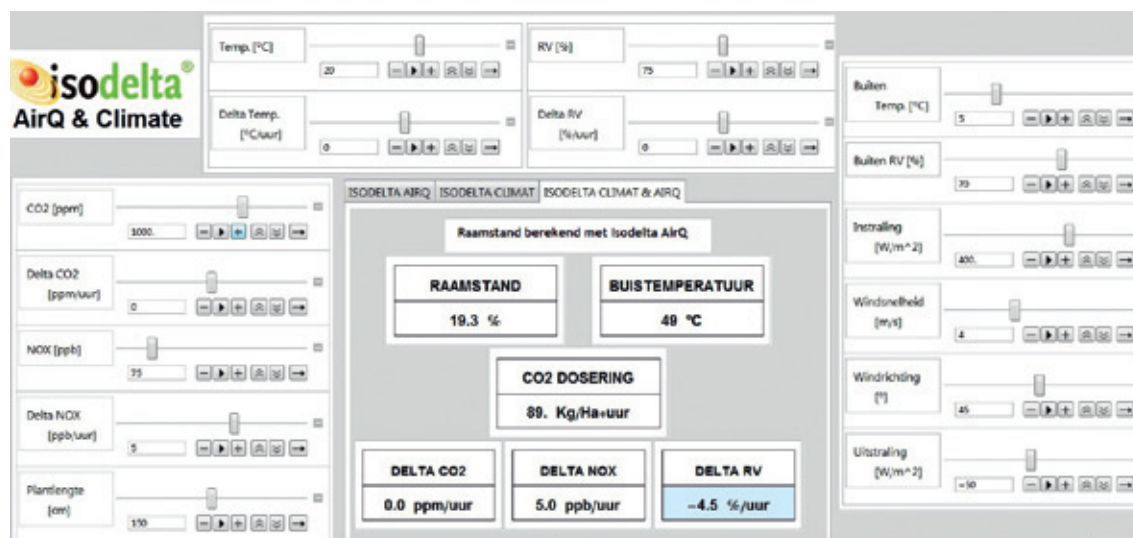 isodelta®
AirQ & Climate
Temp. [°C]
20
RV [%]
75
Delta Temp.
[°C/uur]
0
Delta RV
[%/uur]
0
CO2 [ppm]
1000.
Delta CO2
[ppm/uur]
0
NOX [ppb]
75
Delta NOX
[ppb/uur]
5
Plantlengte
[cm]
150
ISODELTA AIRQ
ISODELTA CLIMAT
ISODELTA CLIMAT & AIRQ
Raamstand berekend met Isodelta AirQ
RAAMSTAND
19.3 %
BUISTEMPERATUUR
49 °C
CO2 DOSERING
89. Kg/Ha*uur
DELTA CO2
0.0 ppm/uur
DELTA NOX
5.0 ppb/uur
DELTA RV
-4.5 %/uur
Buiten
Temp. [°C]
5
Buiten RV [%]
70
Instraling
[W/m^2]
400.
Windsnelheid
[m/s]
4
Windrichting
[°]
45
Uitstraling
[W/m^2]
-50